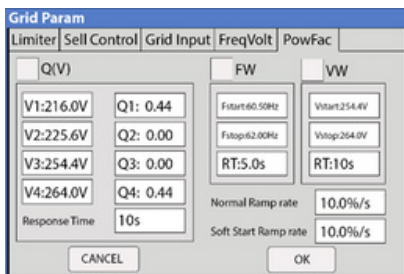 Grid Param
Limiter Sell Control Grid Input FreqVolt PowFac
Q(V) FW VW
V1:216.0V Q1: 0.44 Fstart:60.50Hz Vstart:254.4V
V2:225.6V Q2: 0.00 Fstop:62.00Hz Vstop:264.0V
V3:254.4V Q3: 0.00 RT:5.0s RT:10s
V4:264.0V Q4: 0.44
Normal Ramp rate 10.0%/s
Response Time 10s
Soft Start Ramp rate 10.0%/s
CANCEL OK